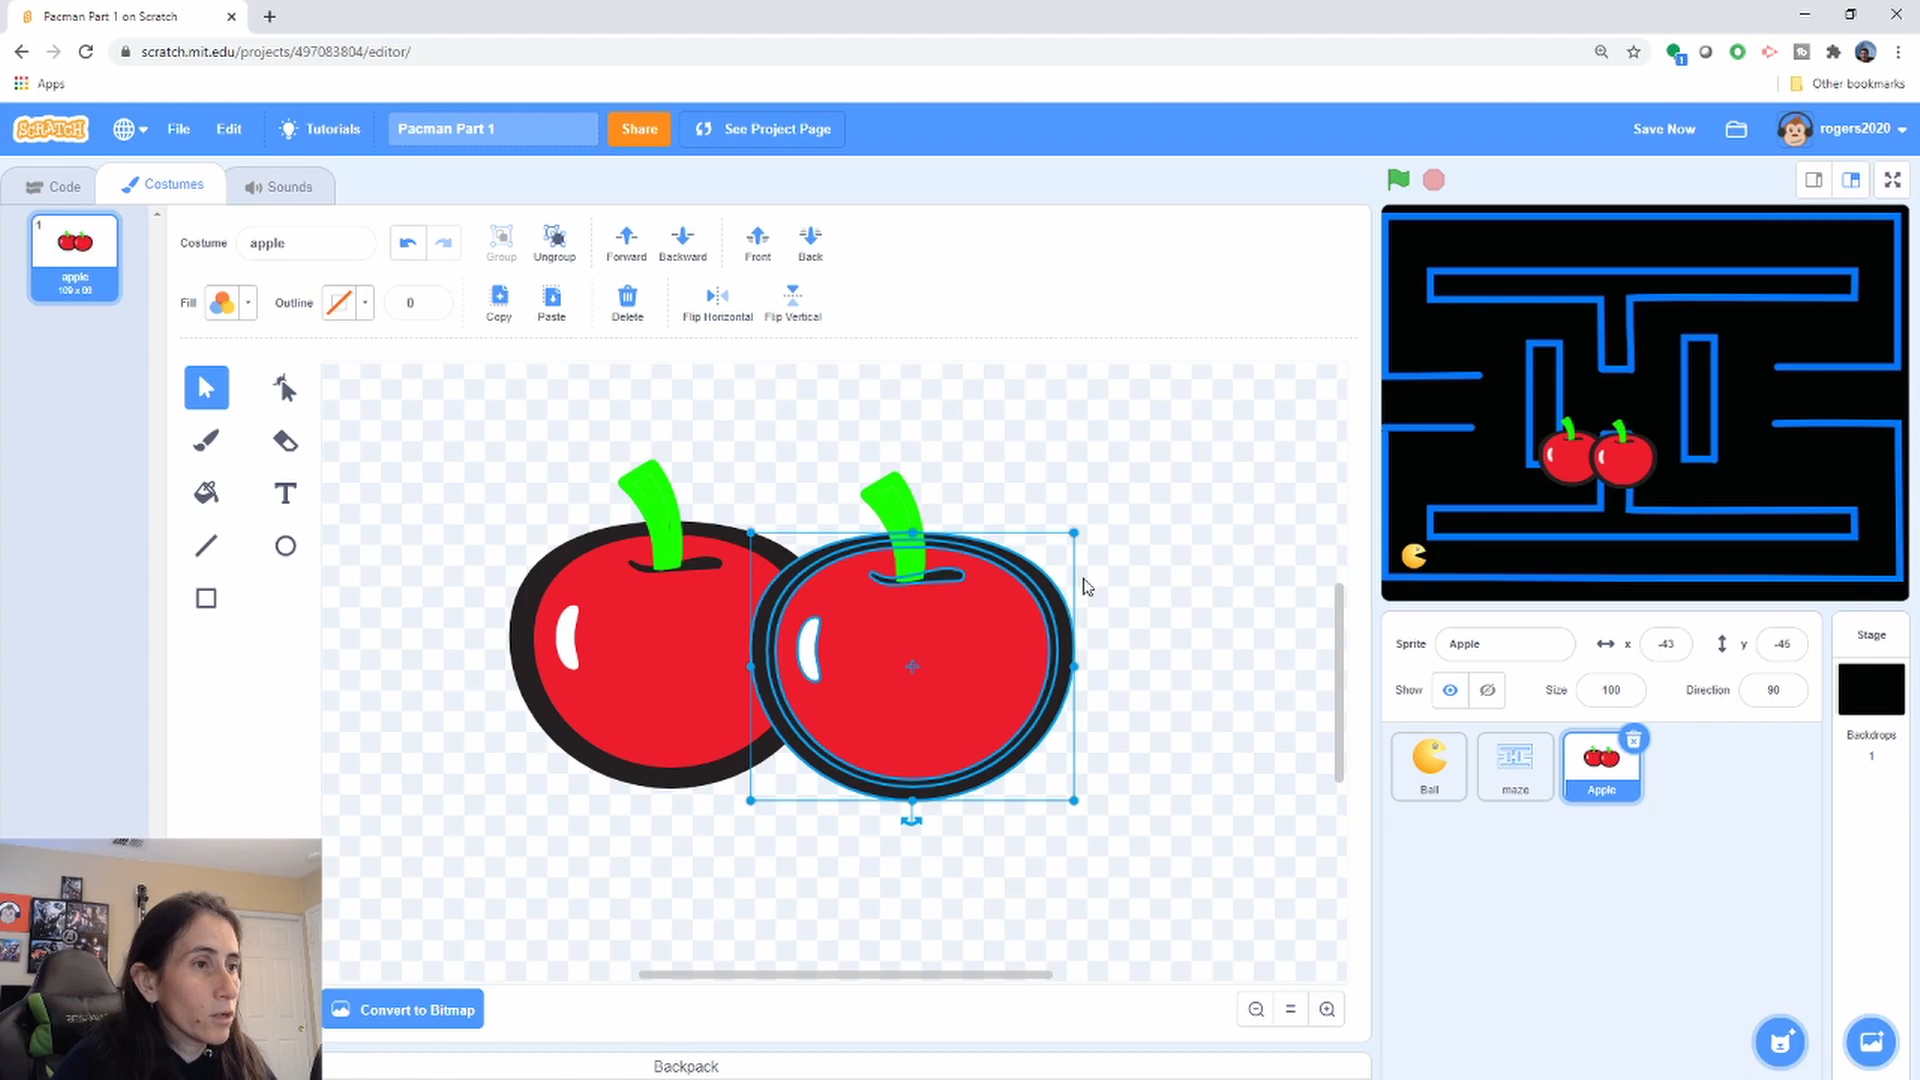 Pacman Part 1 on Scratch
scratch.mit.edu/projects/497083804/editor/
Apps
Other bookmarks
SCRATCH
File
Edit
Tutorials
Pacman Part 1
Share
See Project Page
Save Now
rogers2020
Code
Costumes
Sounds
1
apple
Costume
apple
Group
Ungroup
Forward
Backward
Front
Back
Fill
Outline
0
Copy
Paste
Delete
Flip Horizontal
Flip Vertical
T
Convert to Bitmap
Backpack
Sprite
Apple
x
-43
y
-45
Show
Size
100
Direction
90
Ball
maze
Apple
Stage
Backdrops
1